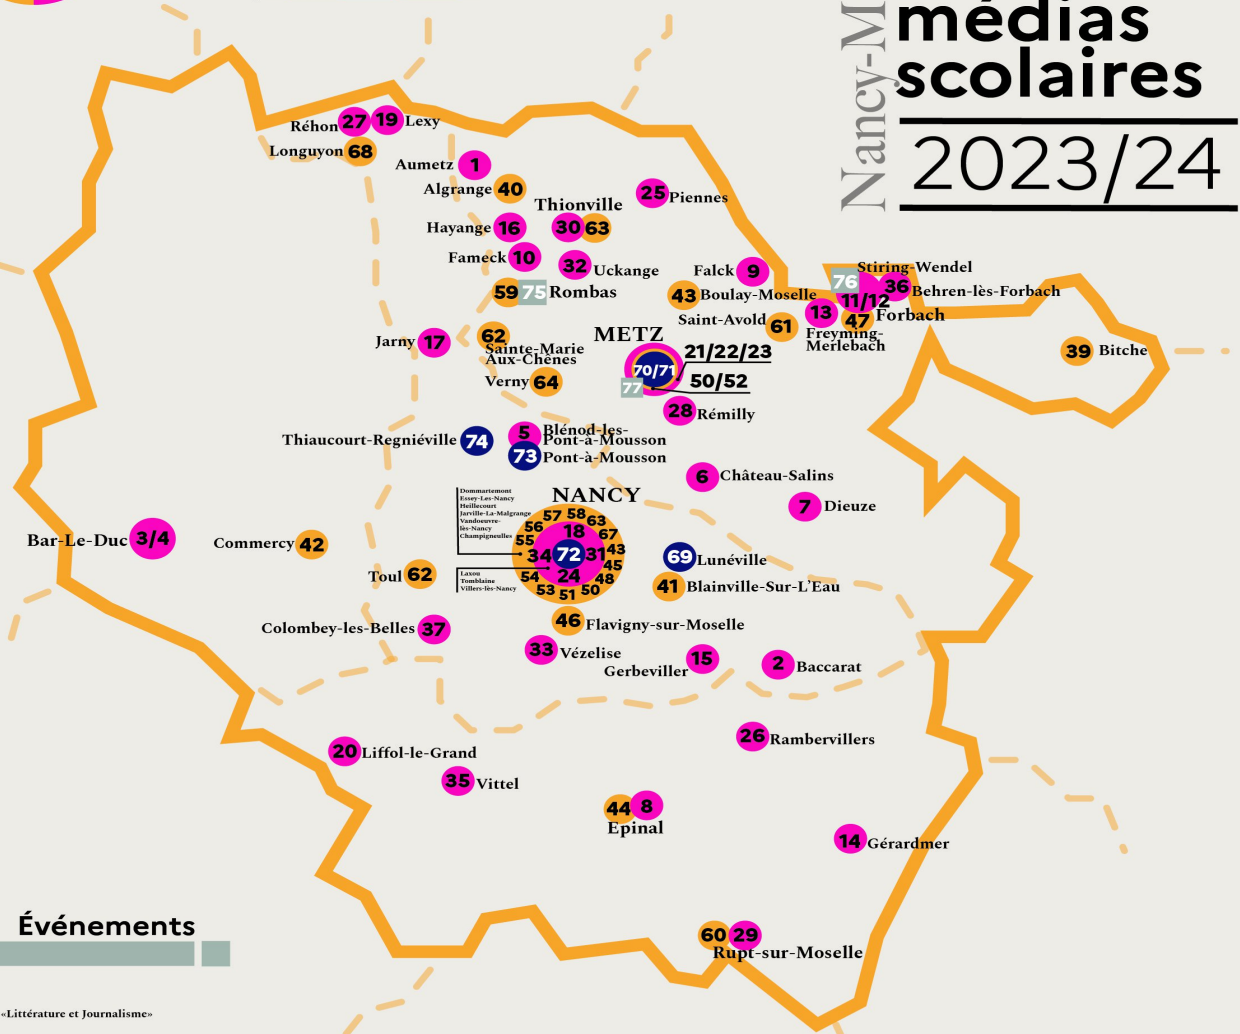 médias
scolaires
Nancy-M
2023/24
Réhon 27 19 Lexy
Longuyon 68
Aumetz 1
Algrange 40
25 Piennes
Thionville
Hayange 16
30 63
Fameck 10
32 Uckange
Falck 9
Stiring-Wendel
76
36 Behren-lès-Forbach
59 75 Rombas
43 Boulay-Moselle
11/12
13
47 Forbach
Saint-Avold 61
Freyming-
Merlebach
62
Sainte-Marie
Aux-Chênes
METZ
Jarny 17
21/22/23
39 Bitche
70/71
77
50/52
Verny 64
28 Rémilly
Thiaucourt-Regniéville 74
5 Blénod-les-
Pont-à-Mousson
73 Pont-à-Mousson
6 Château-Salins
7 Dieuze
NANCY
Dommartemont
Essey-Les-Nancy
Heillecourt
Jarville-La-Malgrange
Vandoeuvre-
lès-Nancy
Champigneulles
57 58 63
56 18 67
55
34 72 31 43
45
54 24 48
53 51 50
Laxou
Tomblaine
Villers-lès-Nancy
Bar-Le-Duc 3/4
Commercy 42
69 Lunéville
Toul 62
41 Blainville-Sur-L'Eau
46 Flavigny-sur-Moselle
Colombey-les-Belles 37
33 Vézelise
Gerbeviller 15
2 Baccarat
26 Rambervillers
20 Liffol-le-Grand
35 Vittel
44 8
Epinal
14 Gérardmer
Événements
60 29
Rupt-sur-Moselle
«Littérature et Journalisme»